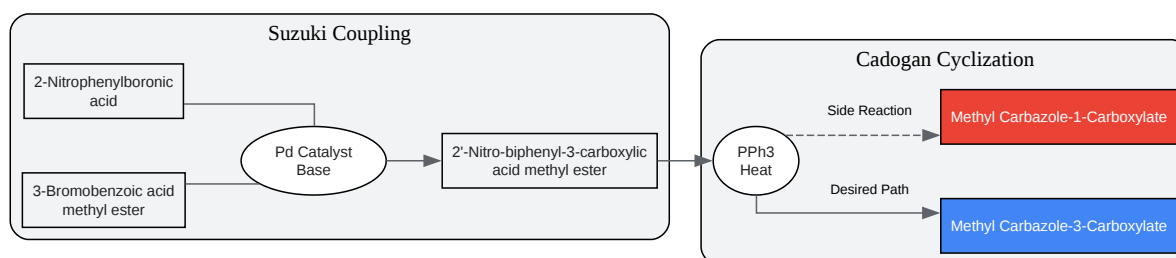 Suzuki Coupling
2-Nitrophenylboronic
acid
3-Bromobenzoic acid
methyl ester
Pd Catalyst
Base
2'-Nitro-biphenyl-3-carboxylic
acid methyl ester
Cadogan Cyclization
PPh3
Heat
Side Reaction
Methyl Carbazole-1-Carboxylate
Desired Path
Methyl Carbazole-3-Carboxylate